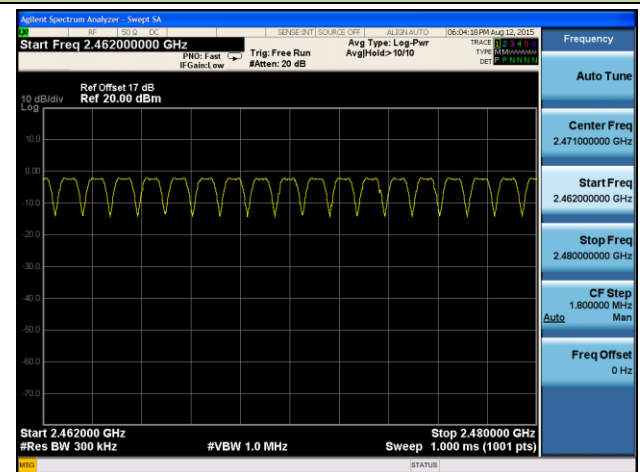 Agilent Spectrum Analyzer - Swept SA
RF 50 Ω DC SENSE:INT SOURCE OFF ALIGN AUTO 06:04:18 PM Aug 12, 2015
Start Freq 2.462000000 GHz
Avg Type: Log-Pwr
TRACE 1 2 3 4 5 6
PNO: Fast Trig: Free Run Avg|Hold:>10/10
TYPE
IFGain:Low #Atten: 20 dB
DET P P N N N N
Ref Offset 17 dB
10 dB/div Ref 20.00 dBm
Log
10.0
0.00
-10.0
-20.0
-30.0
-40.0
-50.0
-60.0
-70.0
Start 2.462000 GHz Stop 2.480000 GHz
#Res BW 300 kHz #VBW 1.0 MHz Sweep 1.000 ms (1001 pts)
MSG STATUS
Frequency
Auto Tune
Center Freq
2.471000000 GHz
Start Freq
2.462000000 GHz
Stop Freq
2.480000000 GHz
CF Step
1.800000 MHz
Auto Man
Freq Offset
0 Hz